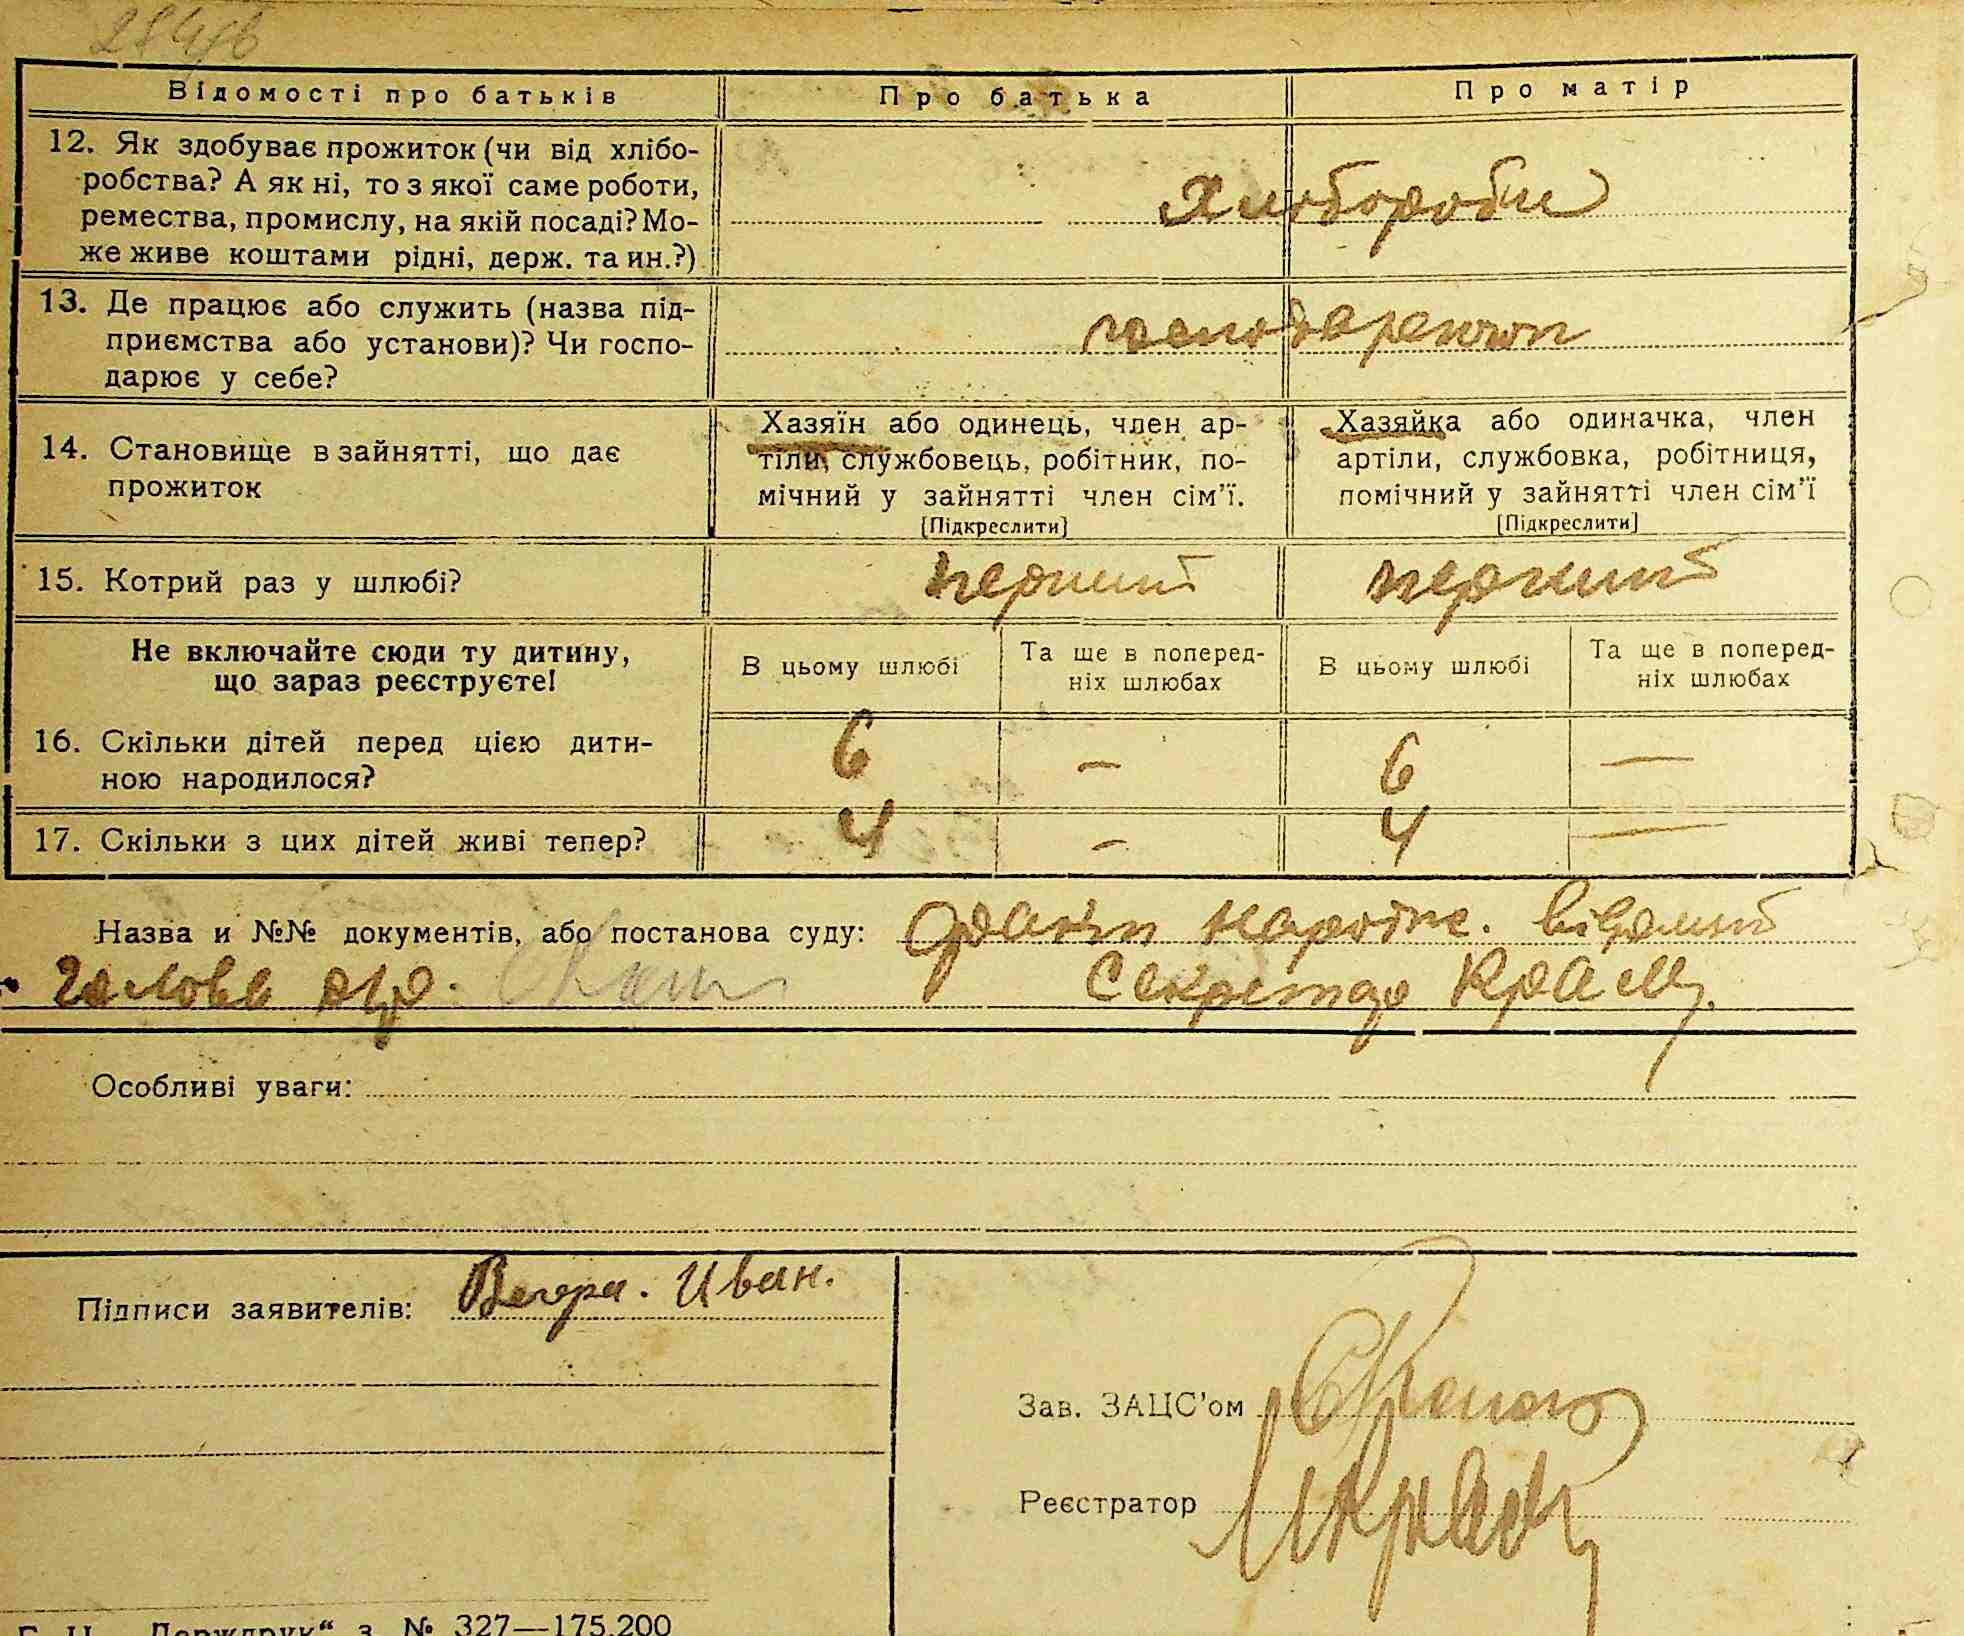 284/6
Відомості про батьків Про батька Про матір
12. Як здобуває прожиток (чи від хлібо-
робства? А як ні, то з якої саме роботи,
ремества, промислу, на якій посаді? Мо-
же живе коштами рідні, держ. та ин.?)
Хлібороби
13. Де працює або служить (назва під-
приємства або установи)? Чи госпо-
дарює у себе?
14. Становище в зайнятті, що дає
прожиток
Хазяїн або одинець, член ар-
тіли, службовець, робітник, по-
мічний у зайнятті член сім'ї.
[Підкреслити]
Хазяйка або одиначка, член
артіли, службовка, робітниця,
помічний у зайнятті член сім'ї
[Підкреслити]
15. Котрий раз у шлюбі? перший перший
Не включайте сюди ту дитину,
що зараз реєструєте!
В цьому шлюбі
Та ще в поперед-
ніх шлюбах
В цьому шлюбі
Та ще в поперед-
ніх шлюбах
16. Скільки дітей перед цією дити-
ною народилося?
6 — 6 —
17. Скільки з цих дітей живі тепер? 4 — 4 —
Назва и №№ документів, або постанова суду:
голова Секретар
Особливі уваги:
Підписи заявителів: Вегера. Иван.
Зав. ЗАЦС'ом
Реєстратор
Держдрук“ з. № 327—175.200